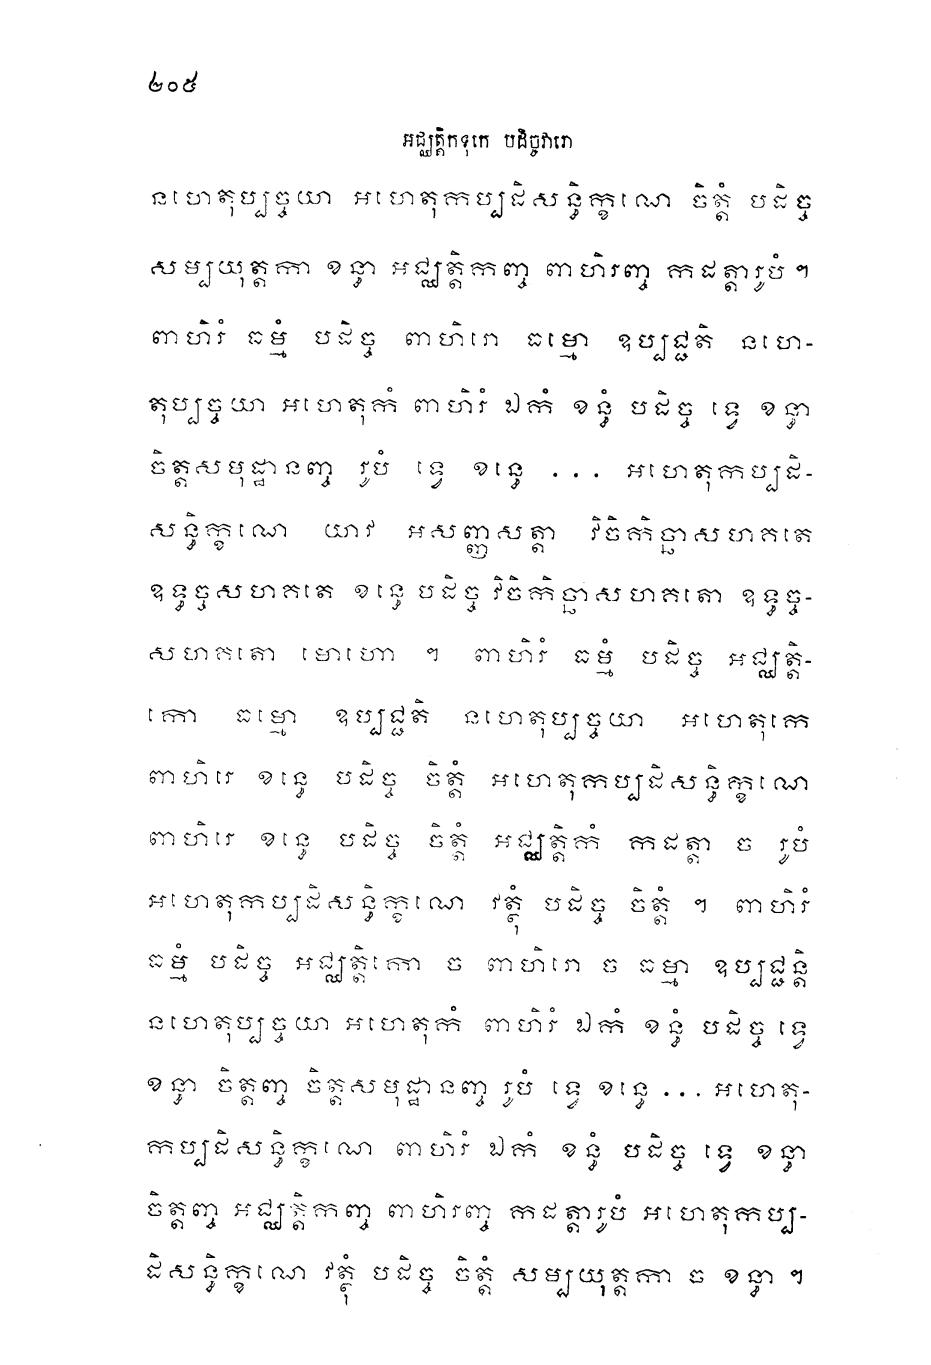 ២០៥
អជ្ឈត្តិកទុកេ បដិច្ចវារោ
នហេតុប្បច្ចយា អហេតុកប្បដិសន្ធិក្ខណេ ចិត្តំ បដិច្ច
សម្បយុត្តកា ខន្ធា អជ្ឈត្តិកញ្ច ពាហិរញ្ច កដត្តារូបំ ។
ពាហិរំ ធម្មំ បដិច្ច ពាហិរោ ធម្មោ ឧប្បជ្ជតិ នហេ-
តុប្បច្ចយា អហេតុកំ ពាហិរំ ឯកំ ខន្ធំ បដិច្ច ទ្វេ ខន្ធា
ចិត្តសមុដ្ឋានញ្ច រូបំ ទ្វេ ខន្ធេ ... អហេតុកប្បដិ-
សន្ធិក្ខណេ យាវ អសញ្ញសត្តា វិចិកិច្ឆាសហគតេ
ឧទ្ធច្ចសហគតេ ខន្ធេ បដិច្ច វិចិកិច្ឆាសហគតោ ឧទ្ធច្ច-
សហគតោ មោហោ ។ ពាហិរំ ធម្មំ បដិច្ច អជ្ឈត្តិ-
កោ ធម្មោ ឧប្បជ្ជតិ នហេតុប្បច្ចយា អហេតុកេ
ពាហិរេ ខន្ធេ បដិច្ច ចិត្តំ អហេតុកប្បដិសន្ធិក្ខណេ
ពាហិរេ ខន្ធេ បដិច្ច ចិត្តំ អជ្ឈត្តិកំ កដត្តា ច រូបំ
អហេតុកប្បដិសន្ធិក្ខណេ វត្ថុំ បដិច្ច ចិត្តំ ។ ពាហិរំ
ធម្មំ បដិច្ច អជ្ឈត្តិកោ ច ពាហិរោ ច ធម្មា ឧប្បជ្ជន្តិ
នហេតុប្បច្ចយា អហេតុកំ ពាហិរំ ឯកំ ខន្ធំ បដិច្ច ទ្វេ
ខន្ធា ចិត្តញ្ច ចិត្តសមុដ្ឋានញ្ច រូបំ ទ្វេ ខន្ធេ ... អហេតុ-
កប្បដិសន្ធិក្ខណេ ពាហិរំ ឯកំ ខន្ធំ បដិច្ច ទ្វេ ខន្ធា
ចិត្តញ្ច អជ្ឈត្តិកញ្ច ពាហិរញ្ច កដត្តារូបំ អហេតុកប្ប-
ដិសន្ធិក្ខណេ វត្ថុំ បដិច្ច ចិត្តំ សម្បយុត្តកា ច ខន្ធា ។